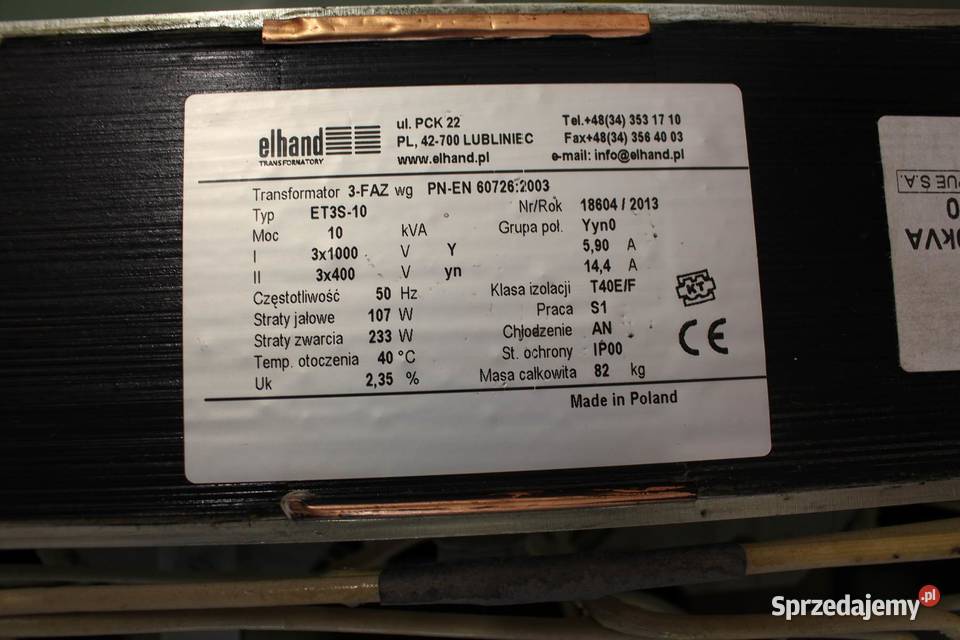 elhand
TRANSFORMATORY
ul. PCK 22
PL, 42-700 LUBLINIEC
www.elhand.pl
Tel.+48(34) 353 17 10
Fax+48(34) 356 40 03
e-mail: info@elhand.pl
Transformator 3-FAZ wg PN-EN 60726:2003
Typ ET3S-10 Nr/Rok 18604 / 2013
Moc 10 kVA Grupa poł. Yyn0
I 3x1000 V Y 5,90 A
II 3x400 V yn 14,4 A
Częstotliwość 50 Hz Klasa izolacji T40E/F
Straty jałowe 107 W Praca S1
Straty zwarcia 233 W Chłodzenie AN
Temp. otoczenia 40 °C St. ochrony IP00
Uk 2,35 % Masa całkowita 82 kg
KT
CE
Made in Poland
PUE S.A.
0
0kVA
Sprzedajemy.pl